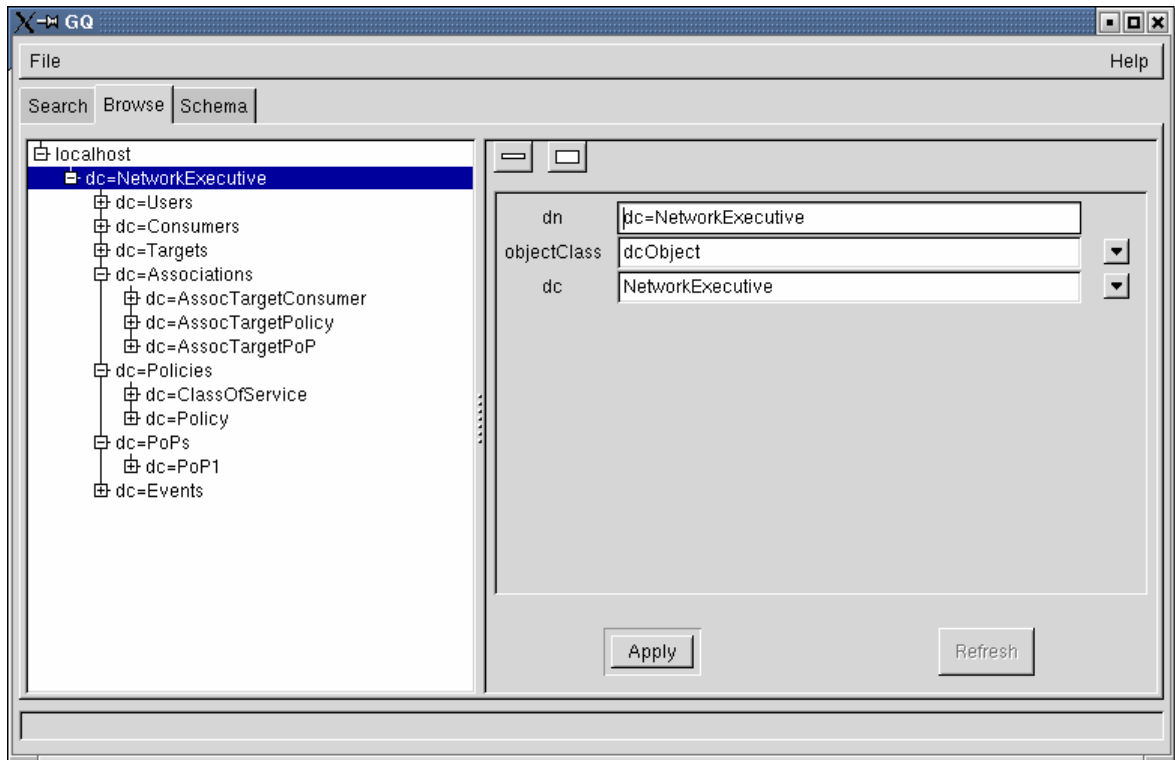 GQ
File Help
Search Browse Schema
localhost
dc=NetworkExecutive
dc=Users
dc=Consumers
dc=Targets
dc=Associations
dc=AssocTargetConsumer
dc=AssocTargetPolicy
dc=AssocTargetPoP
dc=Policies
dc=ClassOfService
dc=Policy
dc=PoPs
dc=PoP1
dc=Events
dn dc=NetworkExecutive
objectClass dcObject
dc NetworkExecutive
Apply Refresh